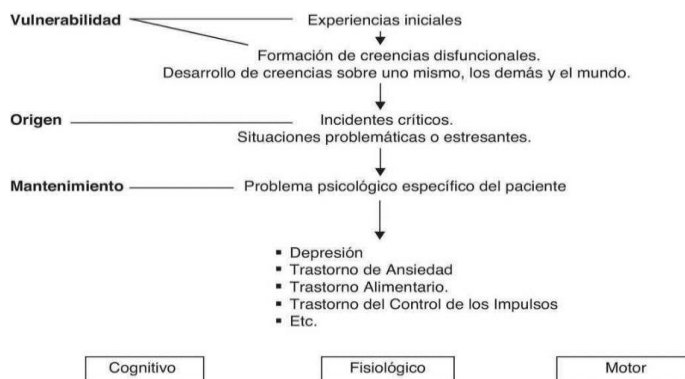 Vulnerabilidad Experiencias iniciales
Formación de creencias disfuncionales.
Desarrollo de creencias sobre uno mismo, los demás y el mundo.
Origen Incidentes críticos.
Situaciones problemáticas o estresantes.
Mantenimiento Problema psicológico específico del paciente
▪ Depresión
▪ Trastorno de Ansiedad
▪ Trastorno Alimentario.
▪ Trastorno del Control de los Impulsos
▪ Etc.
Cognitivo Fisiológico Motor